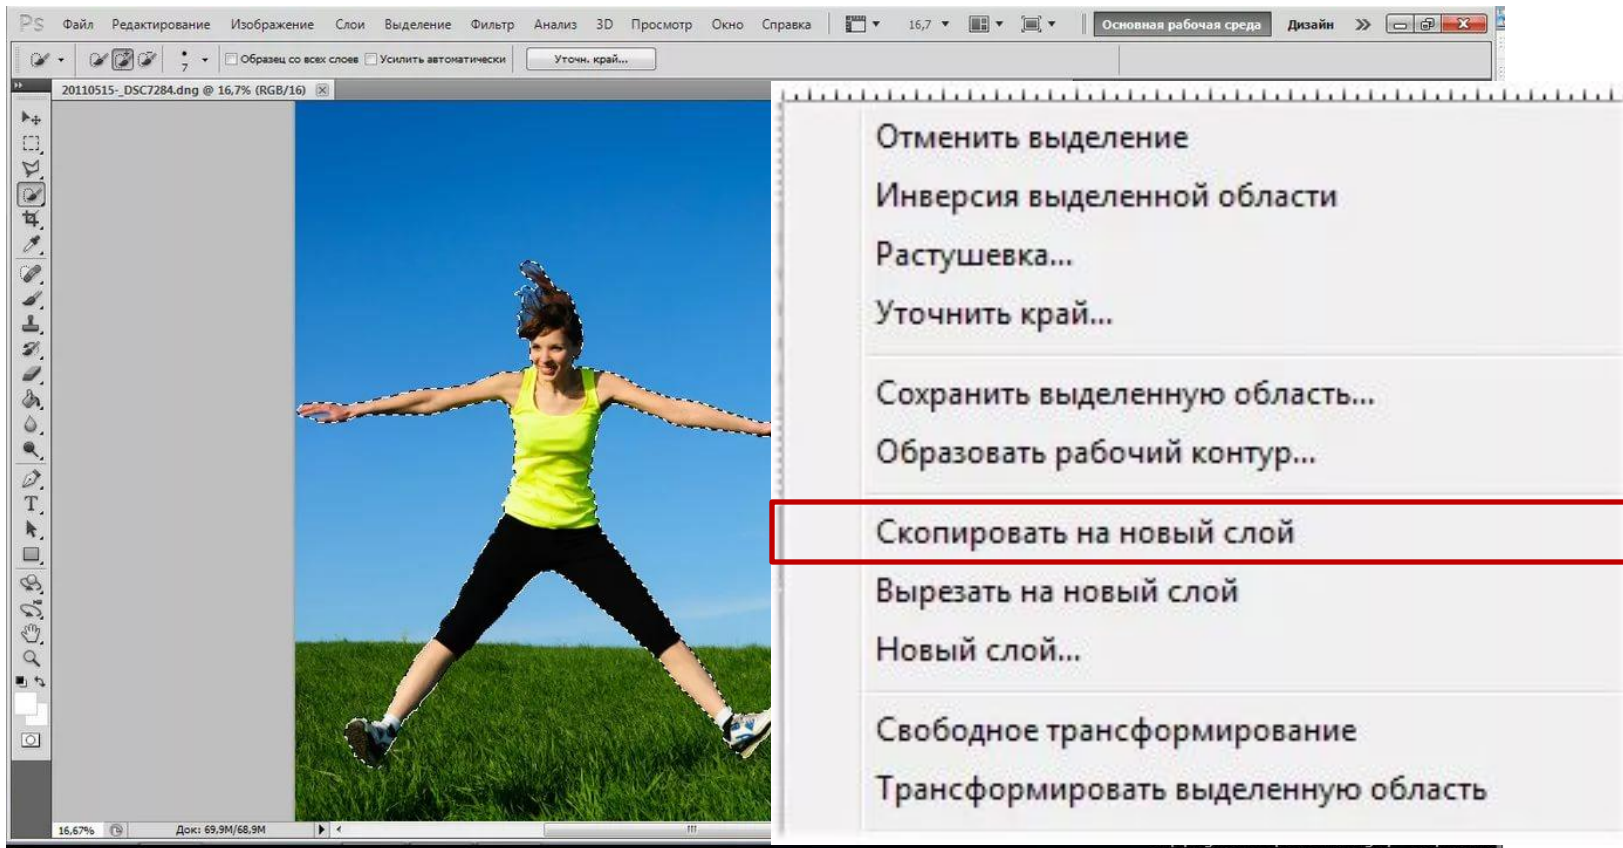 PS Файл Редактирование Изображение Слои Выделение Фильтр Анализ 3D Просмотр Окно Справка 16,7 Основная рабочая среда Дизайн
7 Образец со всех слоев Усилить автоматически Уточн. край...
20110515-_DSC7284.dng @ 16,7% (RGB/16)
Отменить выделение
Инверсия выделенной области
Растушевка...
Уточнить край...
Сохранить выделенную область...
Образовать рабочий контур...
Скопировать на новый слой
Вырезать на новый слой
Новый слой...
Свободное трансформирование
Трансформировать выделенную область
16,67% Док: 69,9M/68,9M